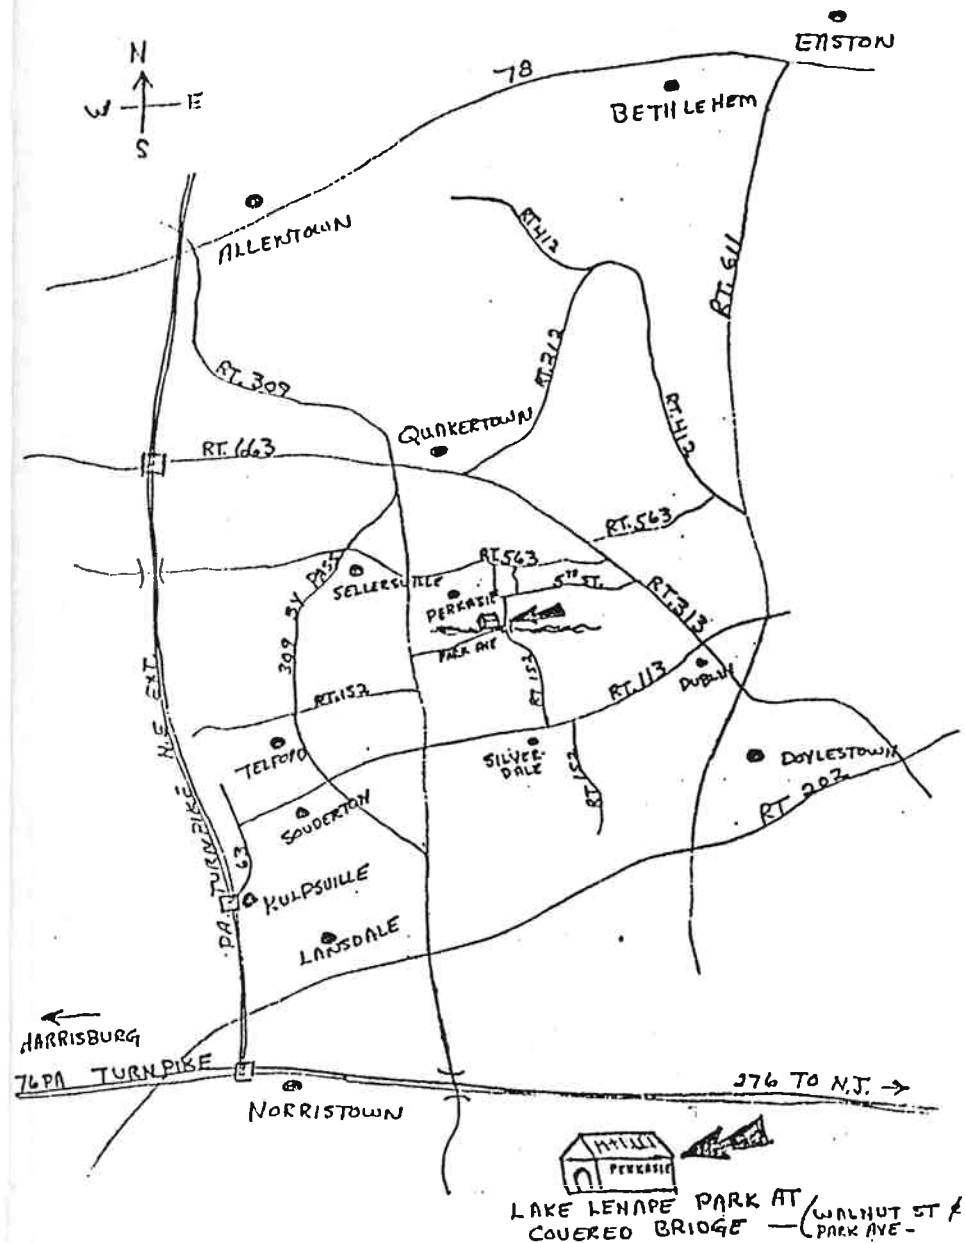 EASTON
N
W E
S
78
BETHLEHEM
ALLENTOWN
RT.412
RT. 611
RT.212
RT. 309
QUAKERTOWN
RT.412
RT. 663
RT.563
RT.563
SELLERSVILLE
5TH ST.
PERKASIE
309 BY PASS
RT.313
PARK AVE
RT 152
RT.113
DUBLIN
RT.152
PA. TURNPIKE N.E EXT.
TELFORD
SILVER-
DALE
RT.152
DOYLESTOWN
SOUDERTON
RT 202
63
KULPSVILLE
LANSDALE
HARRISBURG
76 PA TURNPIKE
276 TO N.J.
NORRISTOWN
PERKASIE
LAKE LENAPE PARK AT
COVERED BRIDGE — (WALNUT ST &
PARK AVE -